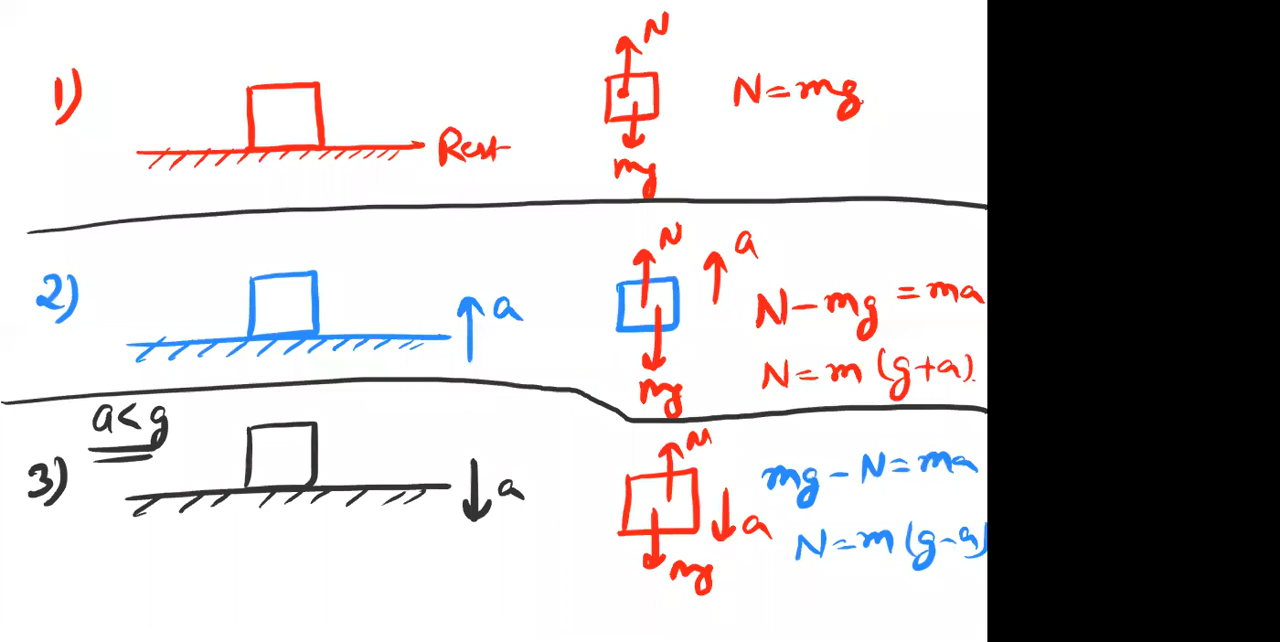 1)
Rest
N
mg
N=mg
2)
a
N
a
mg
N-mg=ma
N=m(g+a)
a<g
3)
a
N
a
mg
mg-N=ma
N=m(g-a)